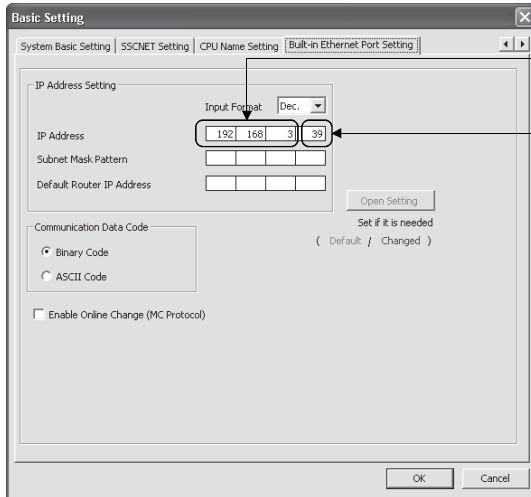 Basic Setting
System Basic Setting SSCNET Setting CPU Name Setting Built-in Ethernet Port Setting
IP Address Setting
Input Format Dec.
IP Address 192 168 3 39
Subnet Mask Pattern
Default Router IP Address
Open Setting
Set if it is needed
( Default / Changed )
Communication Data Code
Binary Code
ASCII Code
Enable Online Change (MC Protocol)
OK Cancel